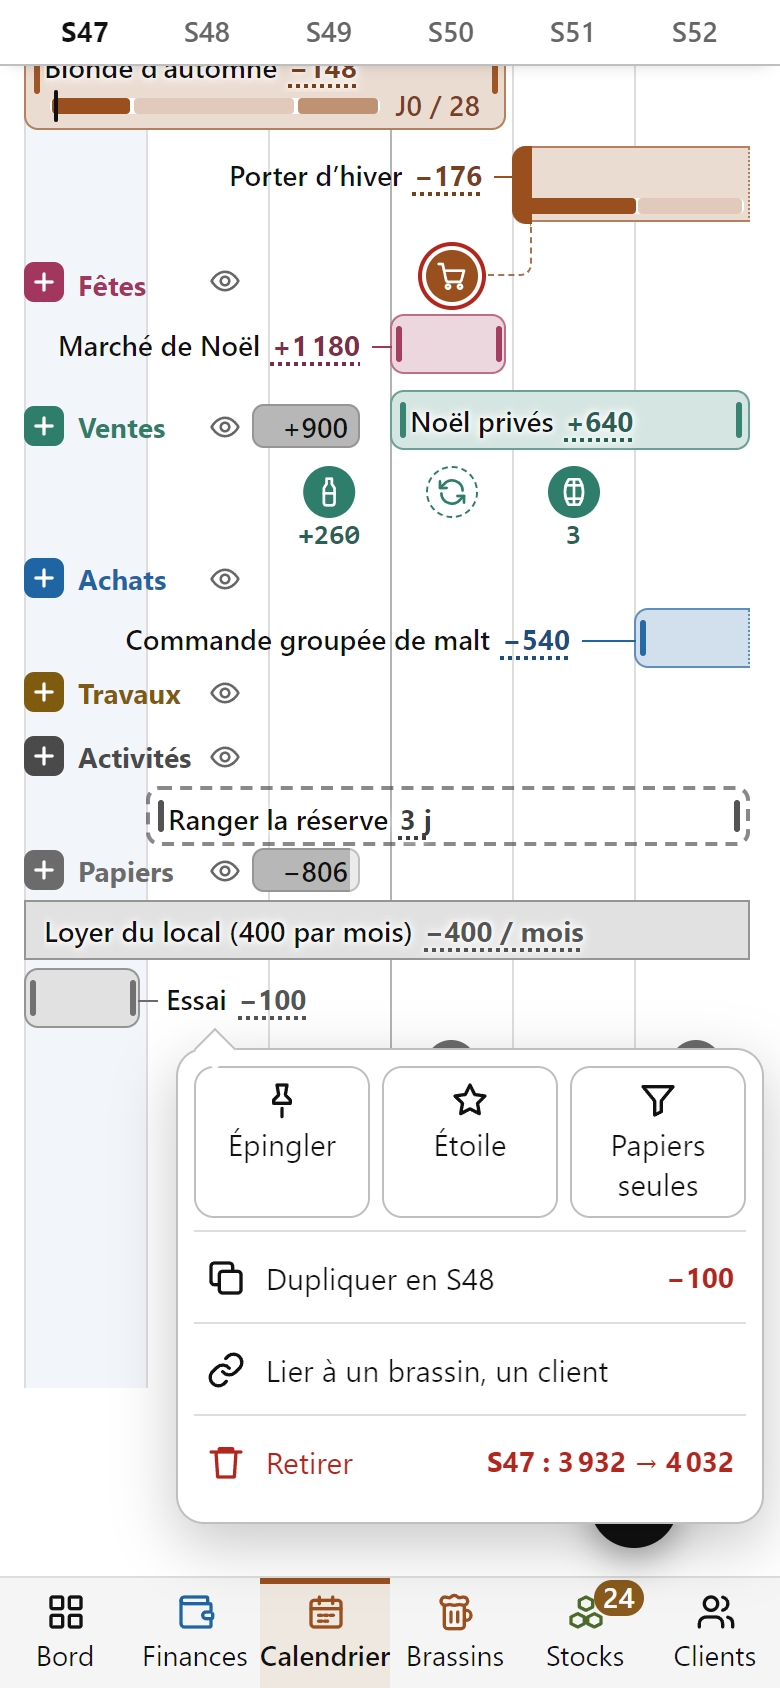 S47 S48 S49 S50 S51 S52
Blonde d'automne −148
J0 / 28
Porter d’hiver −176
Fêtes
Marché de Noël +1 180
Ventes +900 Noël privés +640
+260 3
Achats
Commande groupée de malt −540
Travaux
Activités
Ranger la réserve 3 j
Papiers −806
Loyer du local (400 par mois) −400 / mois
Essai −100
Épingler Étoile Papiers
seules
Dupliquer en S48 −100
Lier à un brassin, un client
Retirer S47 : 3 932 → 4 032
24
Bord Finances Calendrier Brassins Stocks Clients